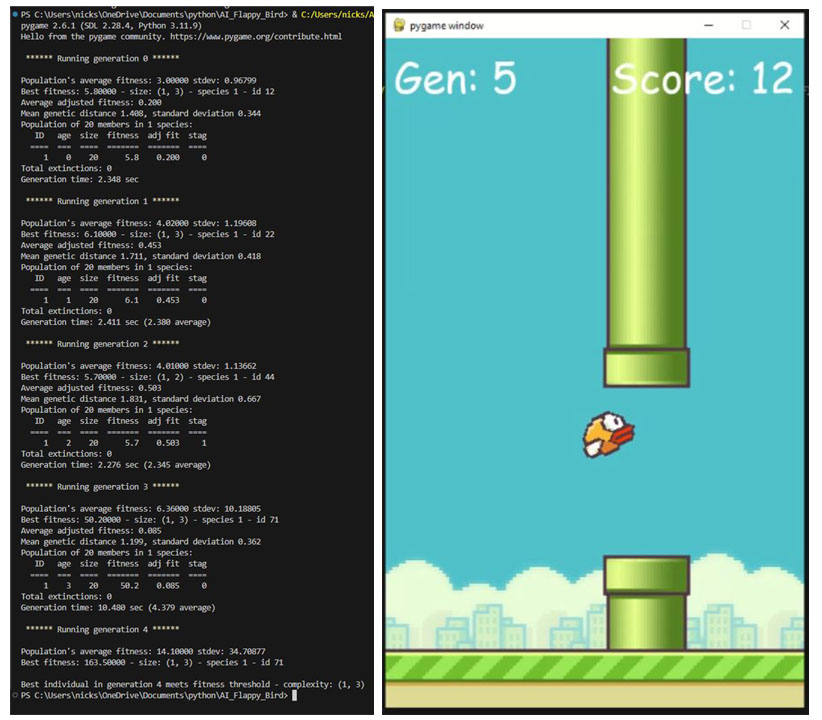 PS C:\Users\nicks\OneDrive\Documents\python\AI_Flappy_Bird> & C:/Users/nicks/A
pygame 2.6.1 (SDL 2.28.4, Python 3.11.9)
Hello from the pygame community. https://www.pygame.org/contribute.html
****** Running generation 0 ******
Population's average fitness: 3.00000 stdev: 0.96799
Best fitness: 5.80000 - size: (1, 3) - species 1 - id 12
Average adjusted fitness: 0.200
Mean genetic distance 1.408, standard deviation 0.344
Population of 20 members in 1 species:
ID age size fitness adj fit stag
==== === ==== ======= ======= ====
1 0 20 5.8 0.200 0
Total extinctions: 0
Generation time: 2.348 sec
****** Running generation 1 ******
Population's average fitness: 4.02000 stdev: 1.19608
Best fitness: 6.10000 - size: (1, 3) - species 1 - id 22
Average adjusted fitness: 0.453
Mean genetic distance 1.711, standard deviation 0.418
Population of 20 members in 1 species:
ID age size fitness adj fit stag
==== === ==== ======= ======= ====
1 1 20 6.1 0.453 0
Total extinctions: 0
Generation time: 2.411 sec (2.380 average)
****** Running generation 2 ******
Population's average fitness: 4.01000 stdev: 1.13662
Best fitness: 5.70000 - size: (1, 2) - species 1 - id 44
Average adjusted fitness: 0.503
Mean genetic distance 1.831, standard deviation 0.667
Population of 20 members in 1 species:
ID age size fitness adj fit stag
==== === ==== ======= ======= ====
1 2 20 5.7 0.503 1
Total extinctions: 0
Generation time: 2.276 sec (2.345 average)
****** Running generation 3 ******
Population's average fitness: 6.36000 stdev: 10.18805
Best fitness: 50.20000 - size: (1, 3) - species 1 - id 71
Average adjusted fitness: 0.085
Mean genetic distance 1.199, standard deviation 0.362
Population of 20 members in 1 species:
ID age size fitness adj fit stag
==== === ==== ======= ======= ====
1 3 20 50.2 0.085 0
Total extinctions: 0
Generation time: 10.480 sec (4.379 average)
****** Running generation 4 ******
Population's average fitness: 14.10000 stdev: 34.70877
Best fitness: 163.50000 - size: (1, 3) - species 1 - id 71
Best individual in generation 4 meets fitness threshold - complexity: (1, 3)
PS C:\Users\nicks\OneDrive\Documents\python\AI_Flappy_Bird>
pygame window
Gen: 5 Score: 12